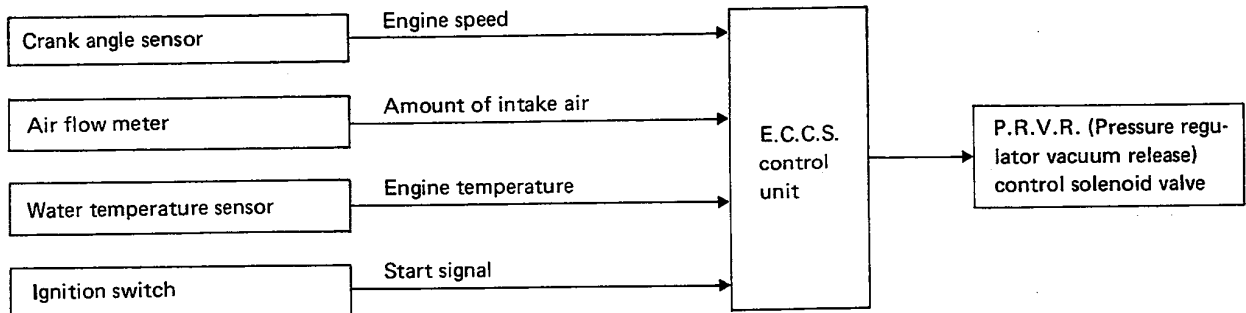 Crank angle sensor
Engine speed
Air flow meter
Amount of intake air
Water temperature sensor
Engine temperature
Ignition switch
Start signal
E.C.C.S.
control
unit
P.R.V.R. (Pressure regu-
lator vacuum release)
control solenoid valve